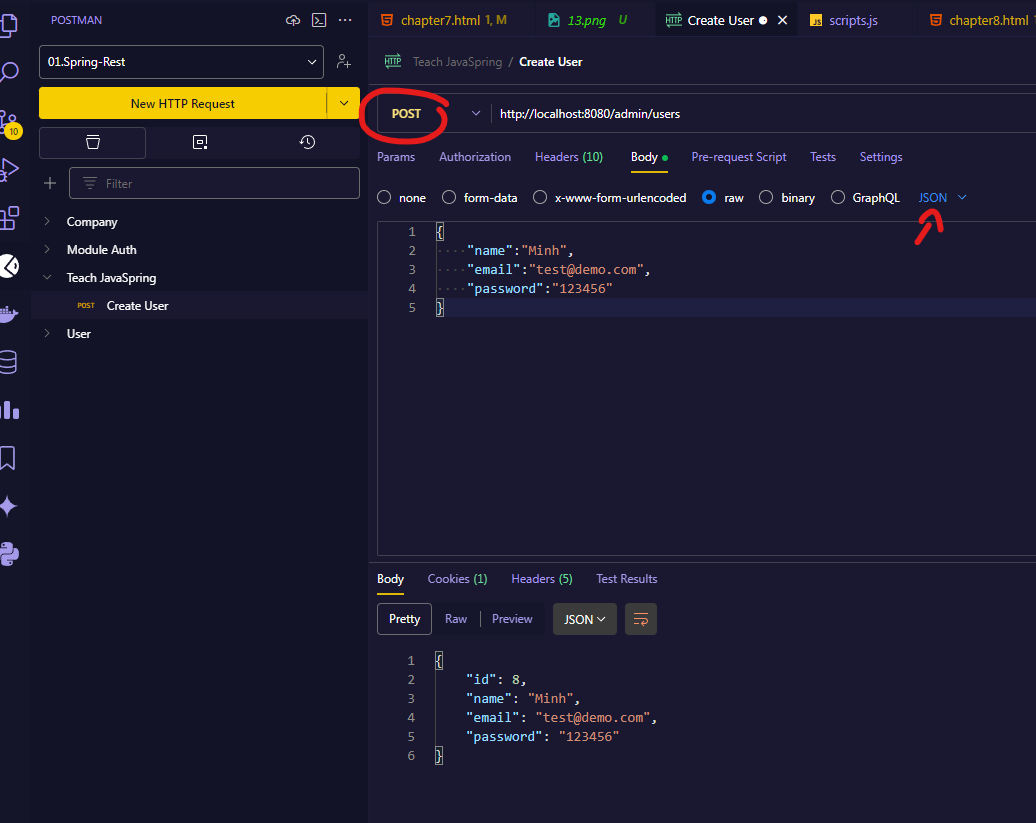 POSTMAN
chapter7.html 1, M
13.png U
Create User
scripts.js
chapter8.html 1
01.Spring-Rest
HTTP Teach JavaSpring / Create User
New HTTP Request
POST http://localhost:8080/admin/users
10
Params Authorization Headers (10) Body Pre-request Script Tests Settings
Filter
none form-data x-www-form-urlencoded raw binary GraphQL JSON
Company
Module Auth
Teach JavaSpring
POST Create User
User
1 {
2 ····"name":"Minh",
3 ····"email":"test@demo.com",
4 ····"password":"123456"
5 }
Body Cookies (1) Headers (5) Test Results
Pretty Raw Preview JSON
1 {
2 "id": 8,
3 "name": "Minh",
4 "email": "test@demo.com",
5 "password": "123456"
6 }